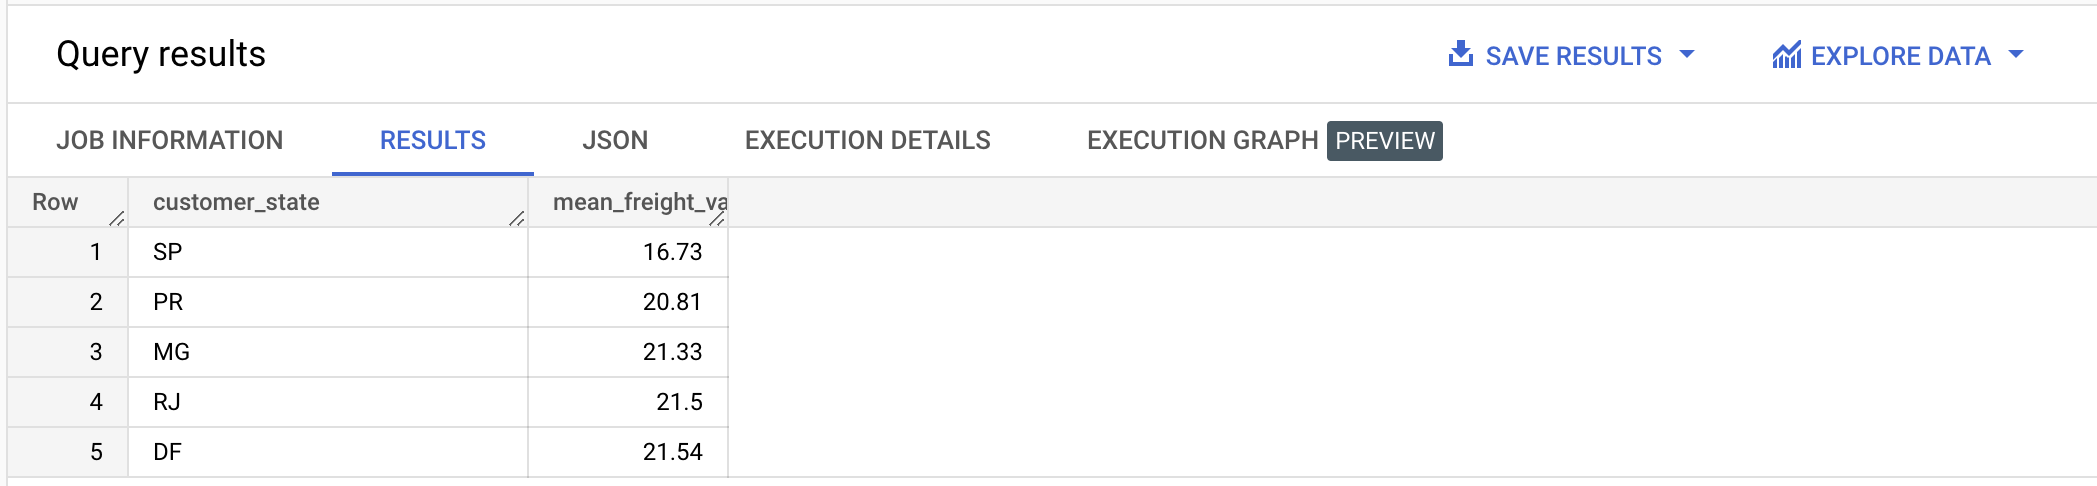 Query results SAVE RESULTS EXPLORE DATA
JOB INFORMATION RESULTS JSON EXECUTION DETAILS EXECUTION GRAPH PREVIEW
Row customer_state mean_freight_va
1 SP 16.73
2 PR 20.81
3 MG 21.33
4 RJ 21.5
5 DF 21.54